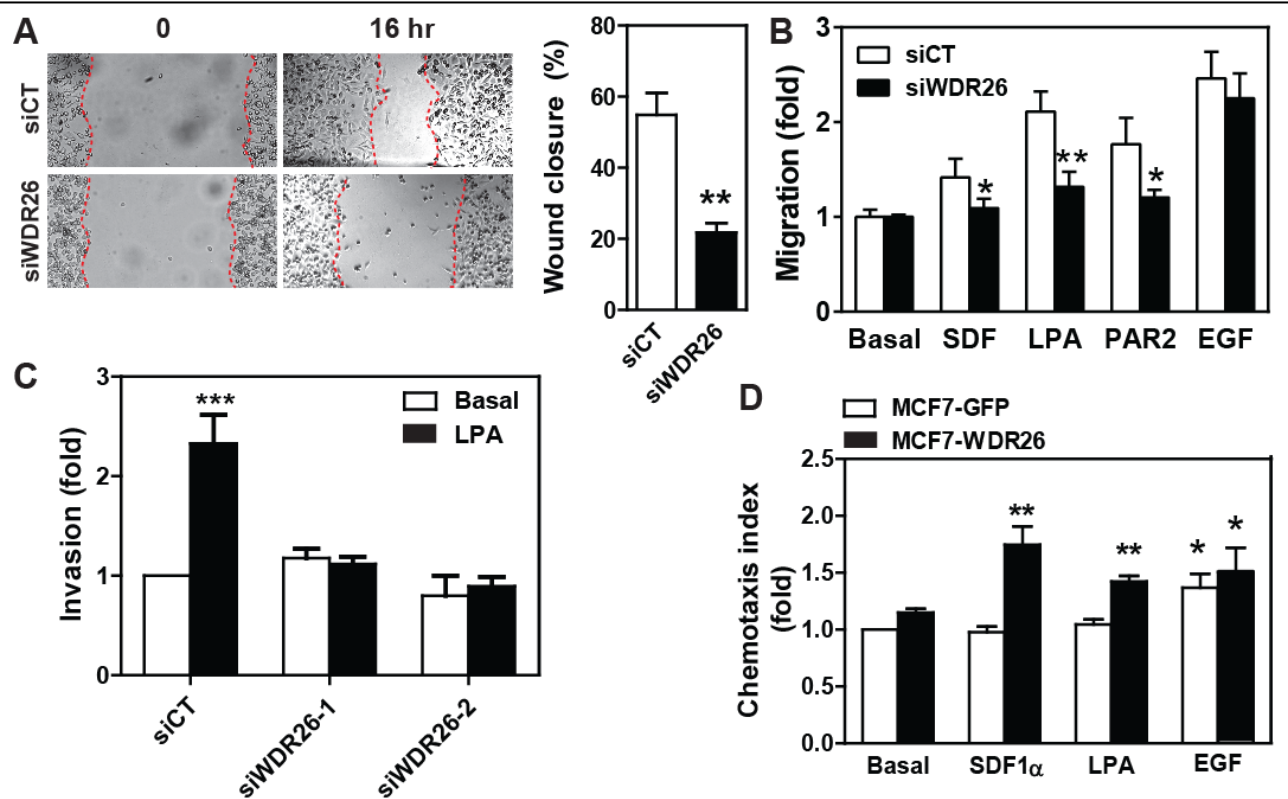 A
0
16 hr
siCT
siWDR26
Wound closure (%)
80
60
40
20
0
**
siCT
siWDR26
B
Migration (fold)
3
2
1
0
siCT
siWDR26
*
**
*
Basal SDF LPA PAR2 EGF
C
Invasion (fold)
3
2
1
0
***
Basal
LPA
siCT
siWDR26-1
siWDR26-2
D
MCF7-GFP
MCF7-WDR26
Chemotaxis index
(fold)
2.5
2.0
1.5
1.0
0.5
0.0
**
**
*
*
Basal SDF1α LPA EGF